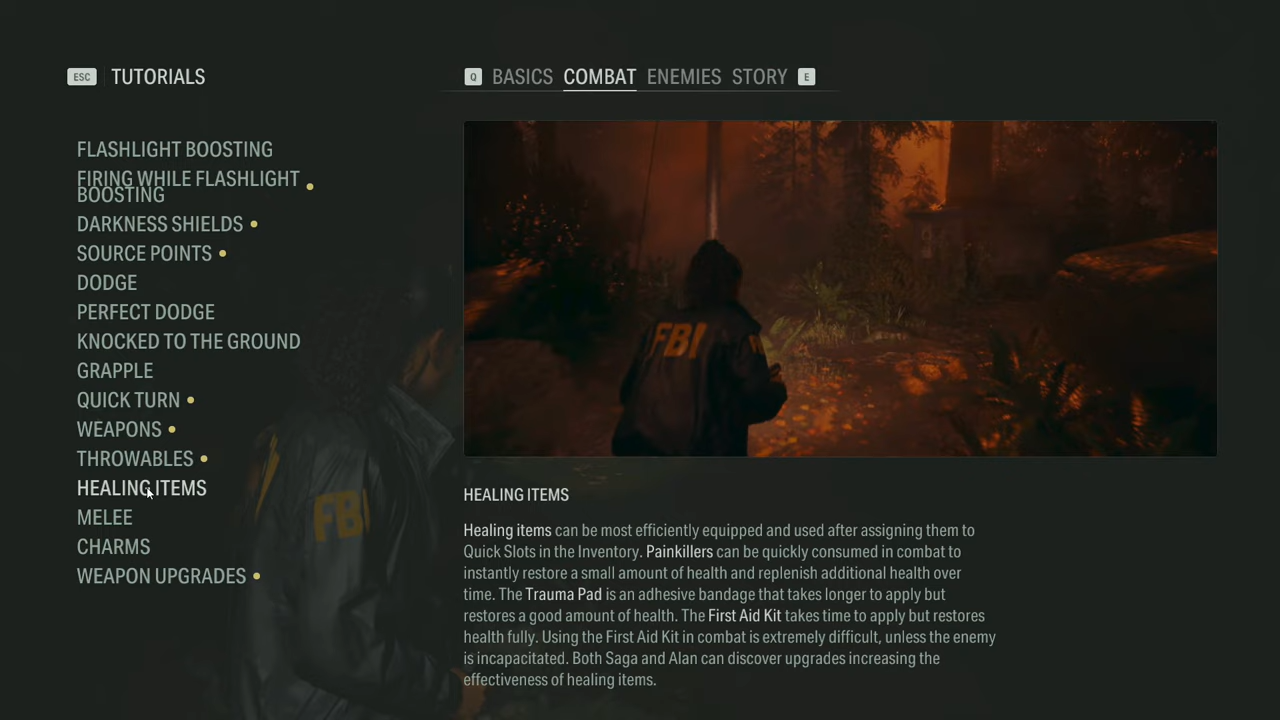 ESC TUTORIALS
Q BASICS COMBAT ENEMIES STORY E
FLASHLIGHT BOOSTING
FIRING WHILE FLASHLIGHT
BOOSTING
DARKNESS SHIELDS
SOURCE POINTS
DODGE
PERFECT DODGE
KNOCKED TO THE GROUND
GRAPPLE
QUICK TURN
WEAPONS
THROWABLES
HEALING ITEMS
MELEE
CHARMS
WEAPON UPGRADES
FBI
FBI
HEALING ITEMS
Healing items can be most efficiently equipped and used after assigning them to
Quick Slots in the Inventory. Painkillers can be quickly consumed in combat to
instantly restore a small amount of health and replenish additional health over
time. The Trauma Pad is an adhesive bandage that takes longer to apply but
restores a good amount of health. The First Aid Kit takes time to apply but restores
health fully. Using the First Aid Kit in combat is extremely difficult, unless the enemy
is incapacitated. Both Saga and Alan can discover upgrades increasing the
effectiveness of healing items.